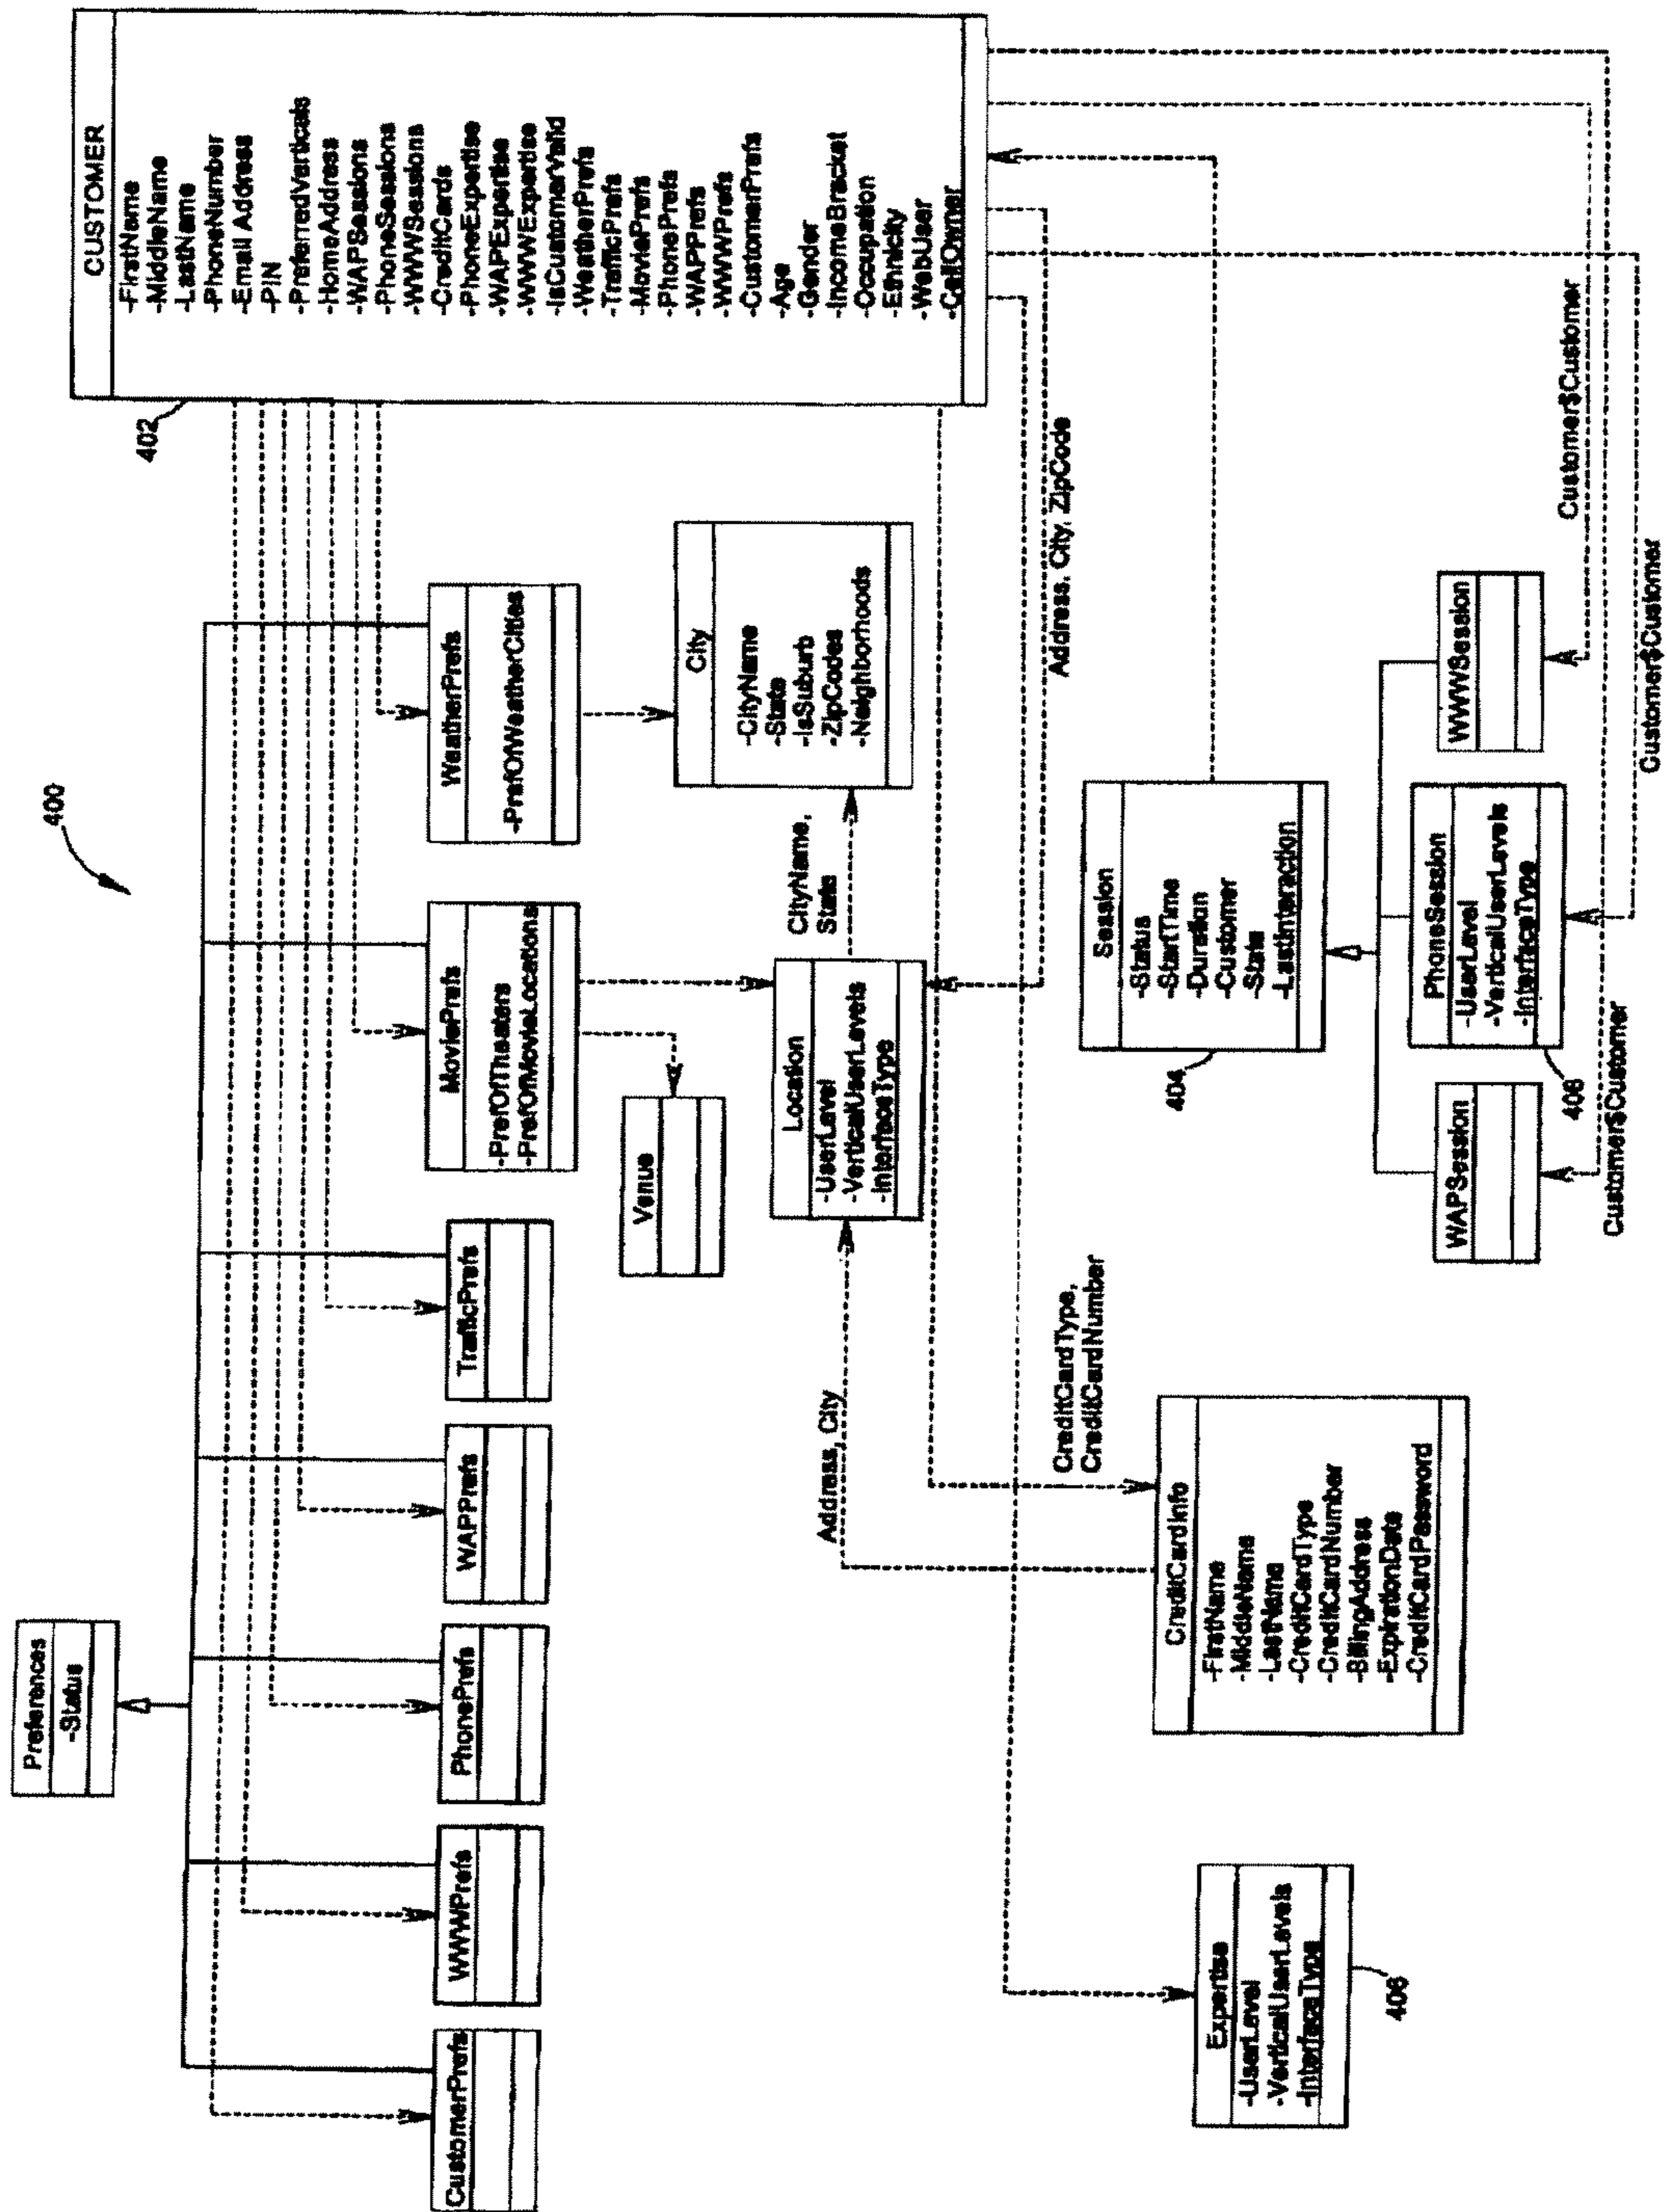 400
Preferences
-Status
CustomerPrefs
WWWPrefs
PhonePrefs
WAPPrefs
TrafficPrefs
MoviePrefs
-PrefOfTheaters
-PrefOfMovieLocations
WeatherPrefs
-PrefOfWeatherCities
402
CUSTOMER
-FirstName
-MiddleName
-LastName
-PhoneNumber
-Email Address
-PIN
-PreferredVerticals
-HomeAddress
-WAPSessions
-PhoneSessions
-WWWSessions
-CreditCards
-PhoneExpertise
-WAPExpertise
-WWWExpertise
-IsCustomerValid
-WeatherPrefs
-TrafficPrefs
-MoviePrefs
-PhonePrefs
-WAPPrefs
-WWWPrefs
-CustomerPrefs
-Age
-Gender
-IncomeBracket
-Occupation
-Ethnicity
-WebUser
-CellOwner
Venue
Location
-UserLevel
-VerticalUserLevels
-InterfaceType
CityName,
State
City
-CityName
-State
-IsSuburb
-ZipCodes
-Neighborhoods
Address, City
CreditCardType,
CreditCardNumber
Address, City, ZipCode
Expertise
-UserLevel
-VerticalUserLevels
-InterfaceType
406
CreditCardInfo
-FirstName
-MiddleName
-LastName
-CreditCardType
-CreditCardNumber
-BillingAddress
-ExpirationDate
-CreditCardPassword
Session
-Status
-StartTime
-Duration
-Customer
-State
-LastInteraction
404
WAPSession
PhoneSession
-UserLevel
-VerticalUserLevels
-InterfaceType
408
WWWSession
Customer$Customer
Customer$Customer
Customer$Customer